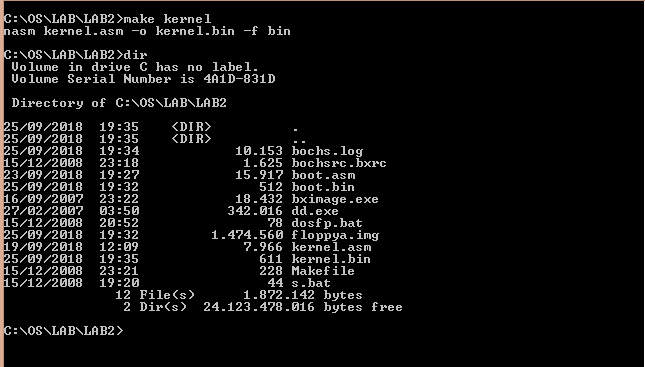 C:\OS\LAB\LAB2>make kernel
nasm kernel.asm -o kernel.bin -f bin
C:\OS\LAB\LAB2>dir
Volume in drive C has no label.
Volume Serial Number is 4A1D-831D
Directory of C:\OS\LAB\LAB2
25/09/2018  19:35    <DIR>          .
25/09/2018  19:35    <DIR>          ..
25/09/2018  19:34            10.153 bochs.log
15/12/2008  23:18             1.625 bochsrc.bxrc
23/09/2018  19:27            15.917 boot.asm
25/09/2018  19:32               512 boot.bin
16/09/2007  23:22            18.432 bximage.exe
27/02/2007  03:50           342.016 dd.exe
15/12/2008  20:52                78 dosfp.bat
25/09/2018  19:32         1.474.560 floppya.img
19/09/2018  12:09             7.966 kernel.asm
25/09/2018  19:35               611 kernel.bin
15/12/2008  23:21               228 Makefile
15/12/2008  19:20                44 s.bat
12 File(s)      1.872.142 bytes
2 Dir(s)  24.123.478.016 bytes free
C:\OS\LAB\LAB2>